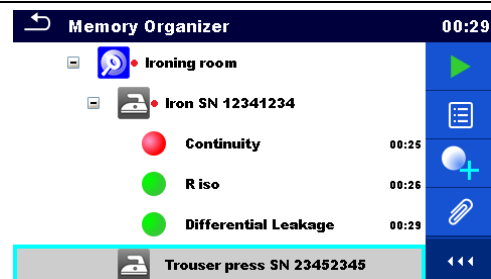 Memory Organizer 00:29
Ironing room
Iron SN 12341234
Continuity 00:25
R iso 00:26
Differential Leakage 00:29
Trouser press SN 23452345